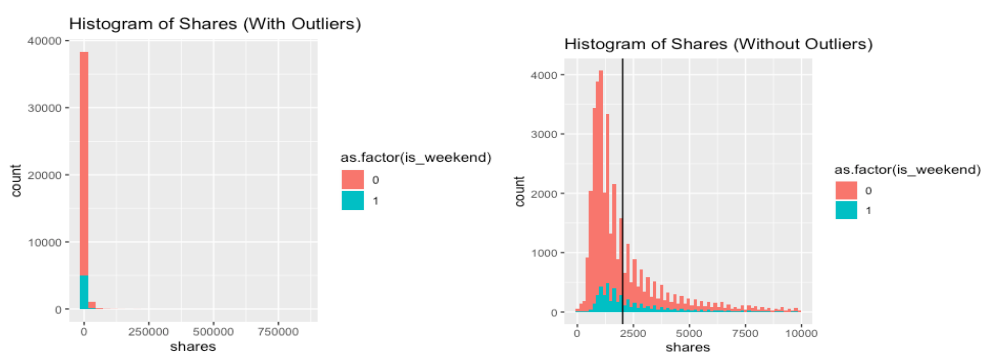 Histogram of Shares (With Outliers)
40000
30000
20000
10000
0
count
0
250000
500000
750000
shares
as.factor(is_weekend)
0
1
Histogram of Shares (Without Outliers)
4000
3000
2000
1000
0
count
0
2500
5000
7500
10000
shares
as.factor(is_weekend)
0
1